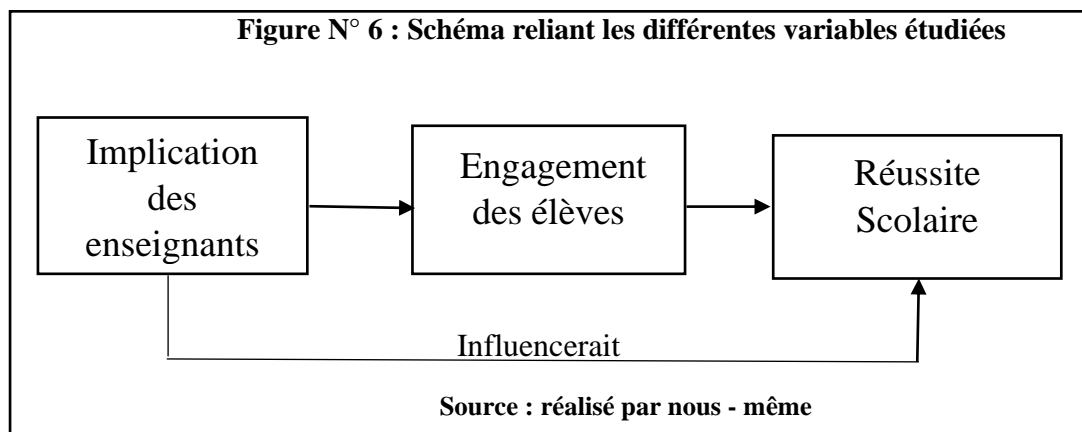 Figure N° 6 : Schéma reliant les différentes variables étudiées
Implication
des
enseignants
Engagement
des élèves
Réussite
Scolaire
Influencerait
Source : réalisé par nous - même